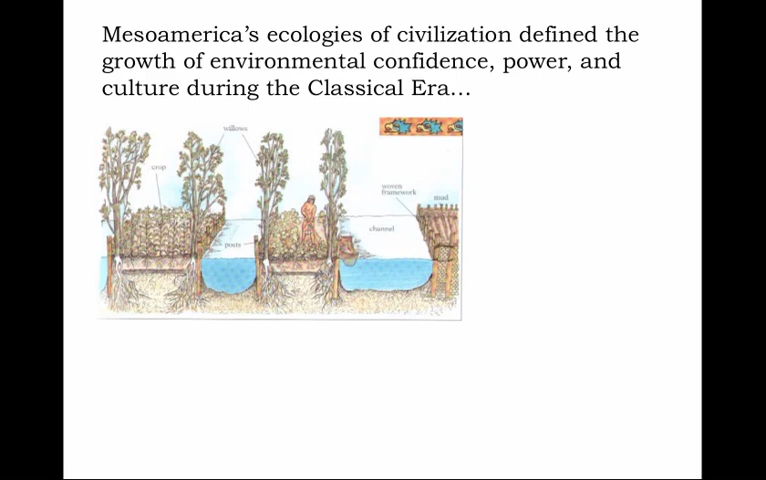 Mesoamerica's ecologies of civilization defined the
growth of environmental confidence, power, and
culture during the Classical Era…
willows
crop
woven
framework
mud
channel
posts